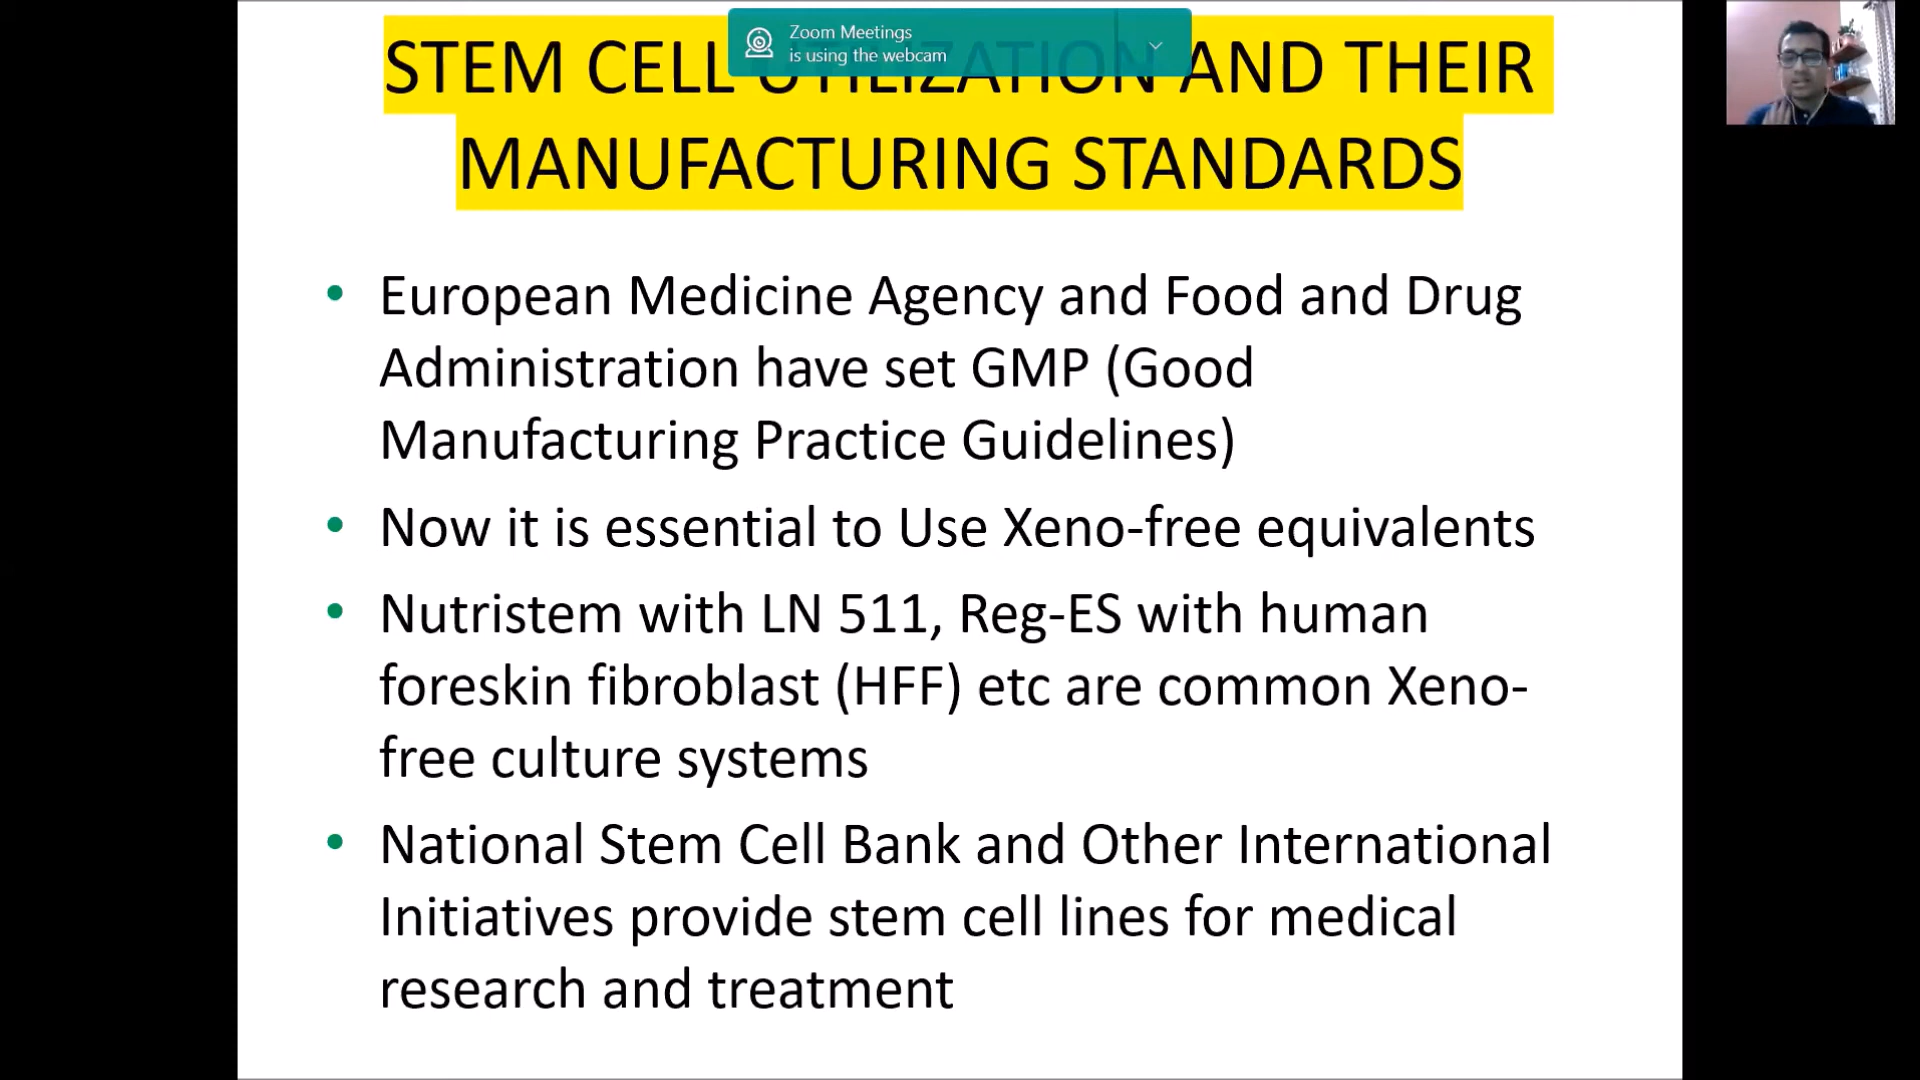 Zoom Meetings
is using the webcam
STEM CELL UTILIZATION AND THEIR
MANUFACTURING STANDARDS
• European Medicine Agency and Food and Drug
Administration have set GMP (Good
Manufacturing Practice Guidelines)
• Now it is essential to Use Xeno-free equivalents
• Nutristem with LN 511, Reg-ES with human
foreskin fibroblast (HFF) etc are common Xeno-
free culture systems
• National Stem Cell Bank and Other International
Initiatives provide stem cell lines for medical
research and treatment